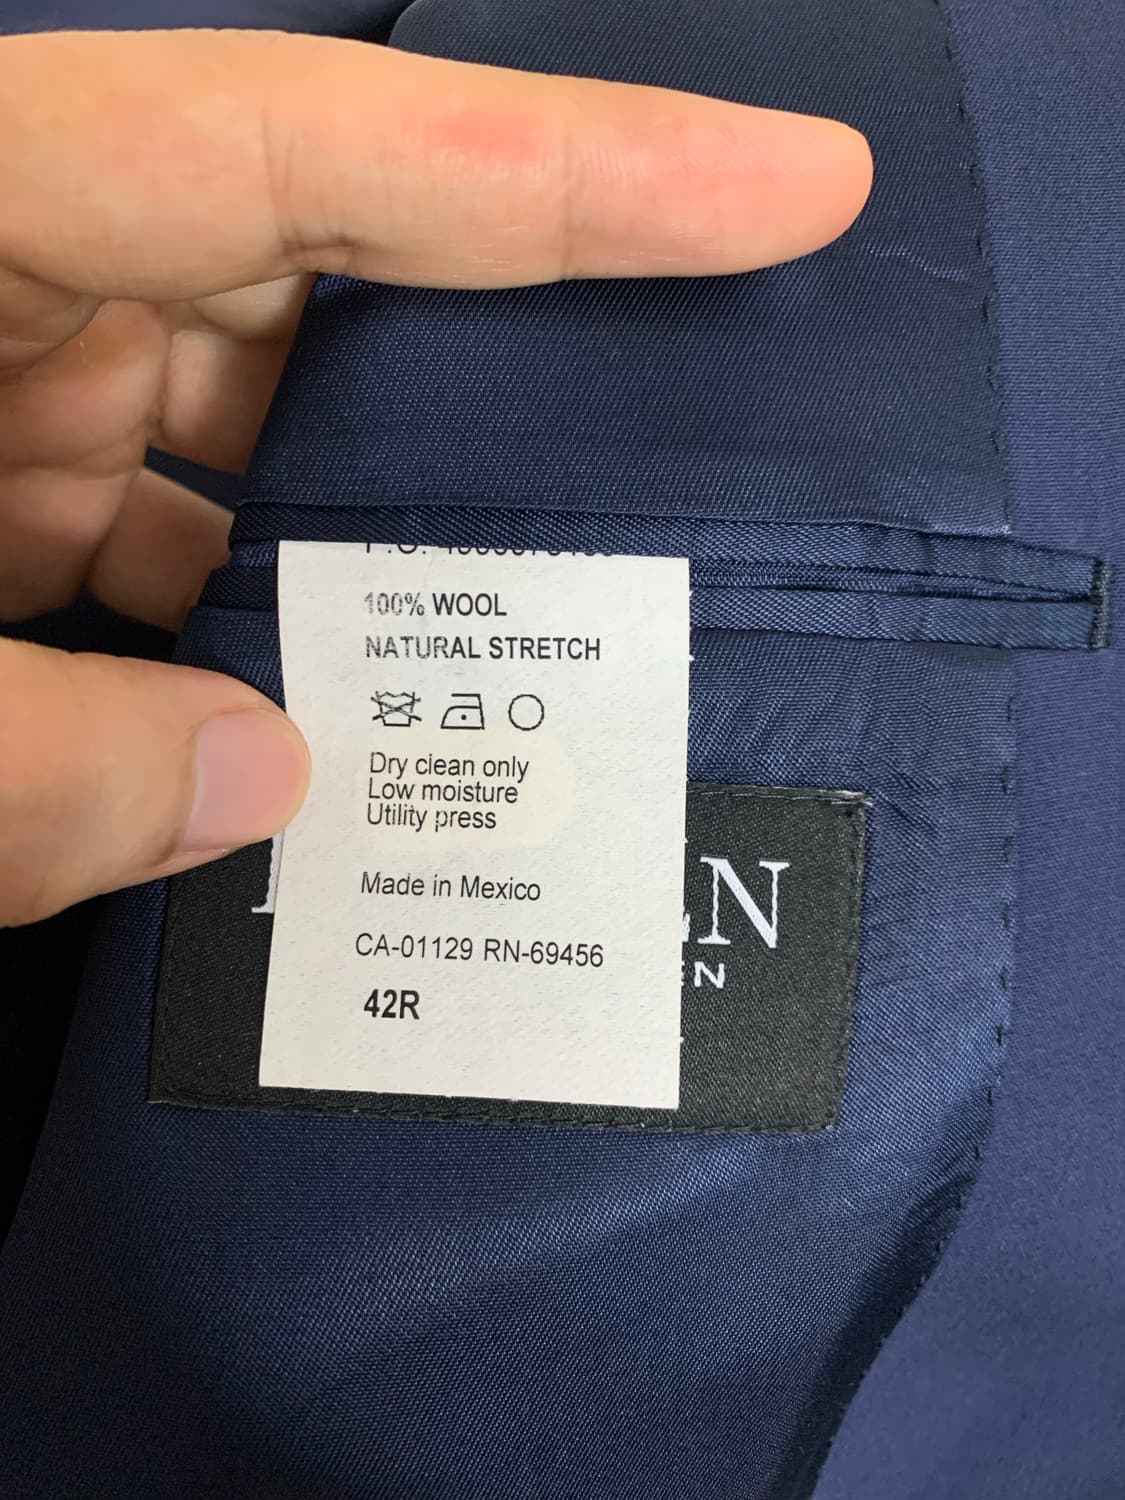 100% WOOL
NATURAL STRETCH
Dry clean only
Low moisture
Utility press
Made in Mexico
CA-01129 RN-69456
42R